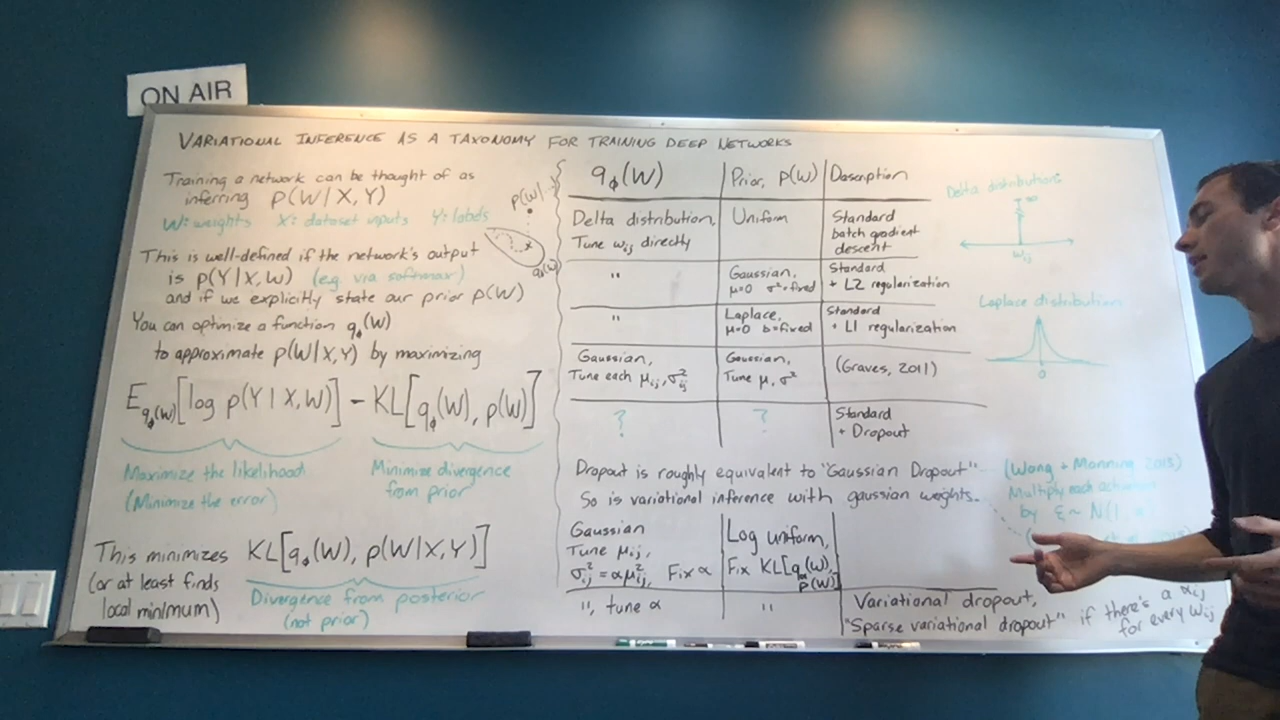 ON AIR
VARIATIONAL INFERENCE AS A TAXONOMY FOR TRAINING DEEP NETWORKS
Training a network can be thought of as
inferring p(W|X,Y)
W: weights X: dataset inputs Y: labels
This is well-defined if the network's output
is p(Y|X,W) (e.g. via softmax)
and if we explicitly state our prior p(W)
You can optimize a function qϕ(W)
to approximate p(W|X,Y) by maximizing
E qϕ(W) [log p(Y|X,W)] - KL[qϕ(W), p(W)]
Maximize the likelihood
(Minimize the error)
Minimize divergence
from prior
This minimizes KL[qϕ(W), p(W|X,Y)]
(or at least finds
local minimum)
Divergence from posterior
(not prior)
p(W|
qϕ(W)
qϕ(W) Prior, p(W) Description
Delta distribution, Tune wij directly
Uniform
Standard
batch gradient
descent
"
Gaussian,
μ=0 σ²=fixed
Standard
+ L2 regularization
"
Laplace,
μ=0 b=fixed
Standard
+ L1 regularization
Gaussian,
Tune each μij, σ²ij
Gaussian,
Tune μ, σ²
(Graves, 2011)
? ?
Standard
+ Dropout
Delta distribution:
∞
wij
Laplace distribution
0
Dropout is roughly equivalent to "Gaussian Dropout"
So is variational inference with gaussian weights.
(Wang + Manning 2013)
Multiply each
by ξ ~ N(1,
Gaussian
Tune μij,
σ²ij = αμ²ij, Fix α
Log uniform,
Fix KL[qϕ(W),
p(W)]
", tune α
"
Variational dropout,
"Sparse variational dropout" if there's a αij
for every wij